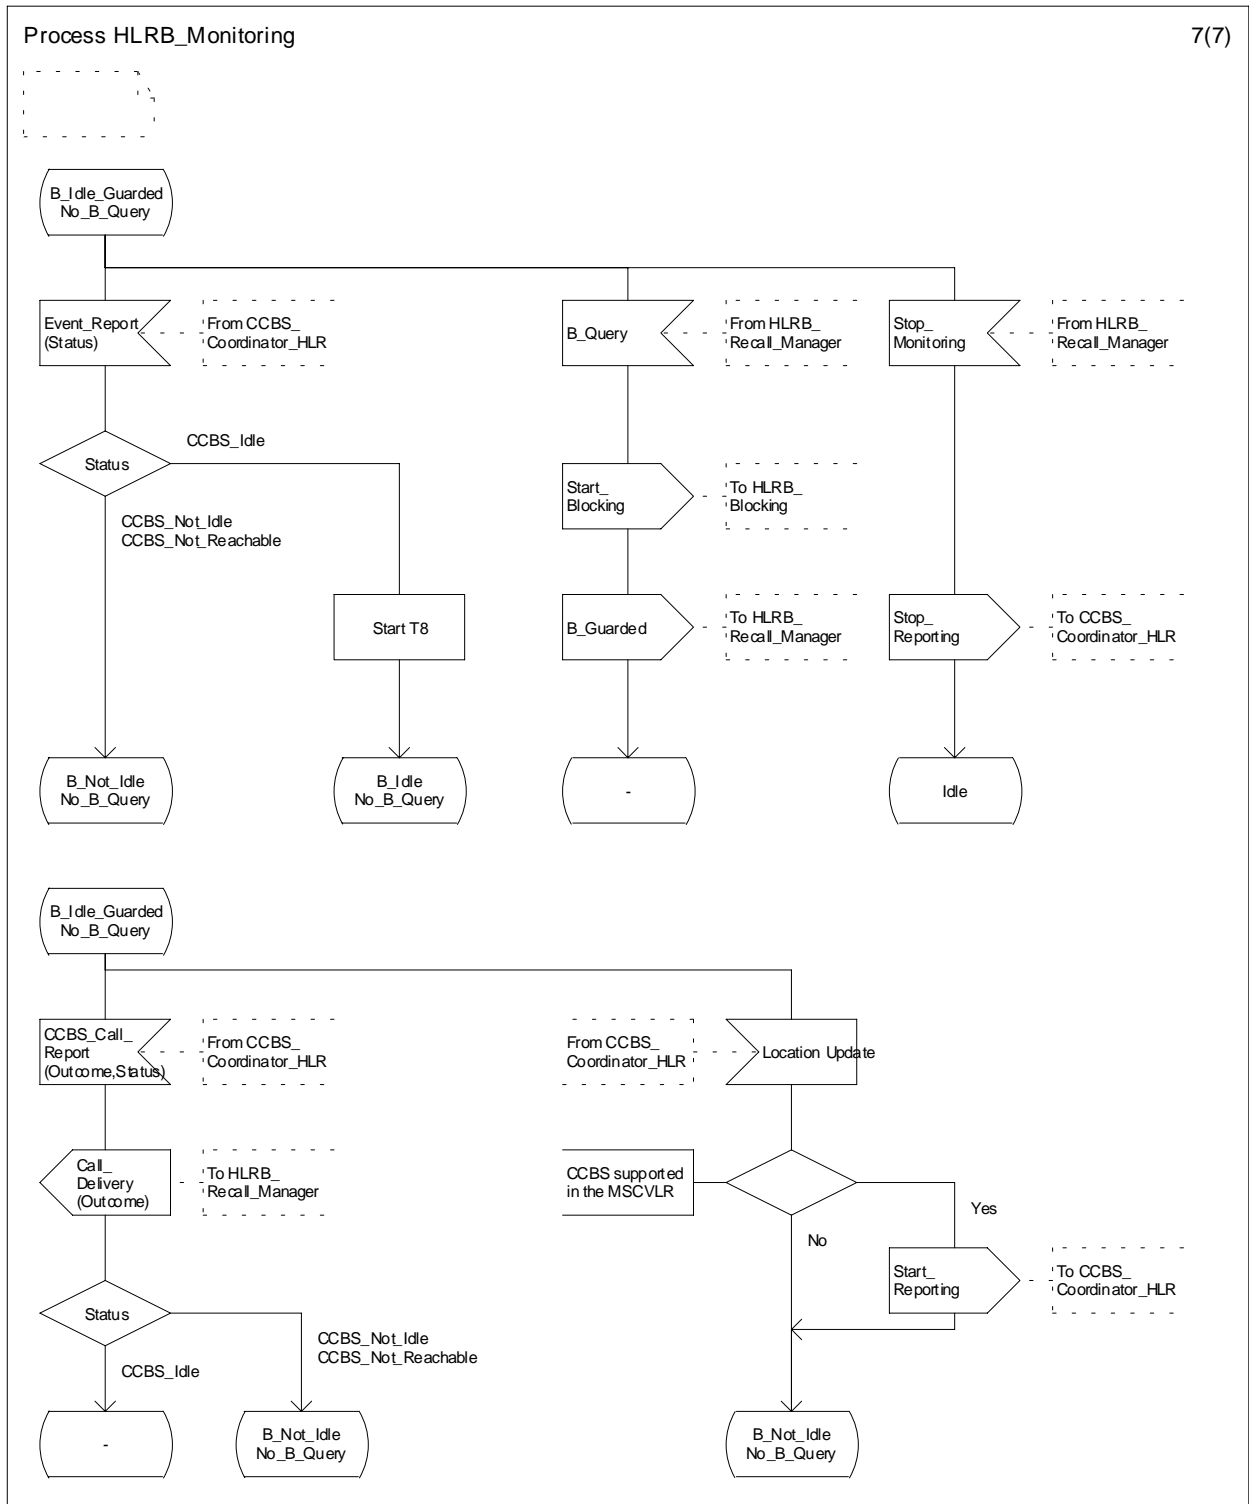 Process HLRB_Monitoring
7(7)
B_Idle_Guarded
No_B_Query
Event_Report
(Status)
From CCBS_
Coordinator_HLR
B_Query
From HLRB_
Recall_Manager
Stop_
Monitoring
From HLRB_
Recall_Manager
Status
CCBS_Idle
CCBS_Not_Idle
CCBS_Not_Reachable
Start_
Blocking
To HLRB_
Blocking
Start T8
B_Guarded
To HLRB_
Recall_Manager
Stop_
Reporting
To CCBS_
Coordinator_HLR
B_Not_Idle
No_B_Query
B_Idle
No_B_Query
-
Idle
B_Idle_Guarded
No_B_Query
CCBS_Call_
Report
(Outcome,Status)
From CCBS_
Coordinator_HLR
From CCBS_
Coordinator_HLR
Location Update
Call_
Delivery
(Outcome)
To HLRB_
Recall_Manager
CCBS supported
in the MSCVLR
Yes
No
Start_
Reporting
To CCBS_
Coordinator_HLR
Status
CCBS_Not_Idle
CCBS_Not_Reachable
CCBS_Idle
-
B_Not_Idle
No_B_Query
B_Not_Idle
No_B_Query